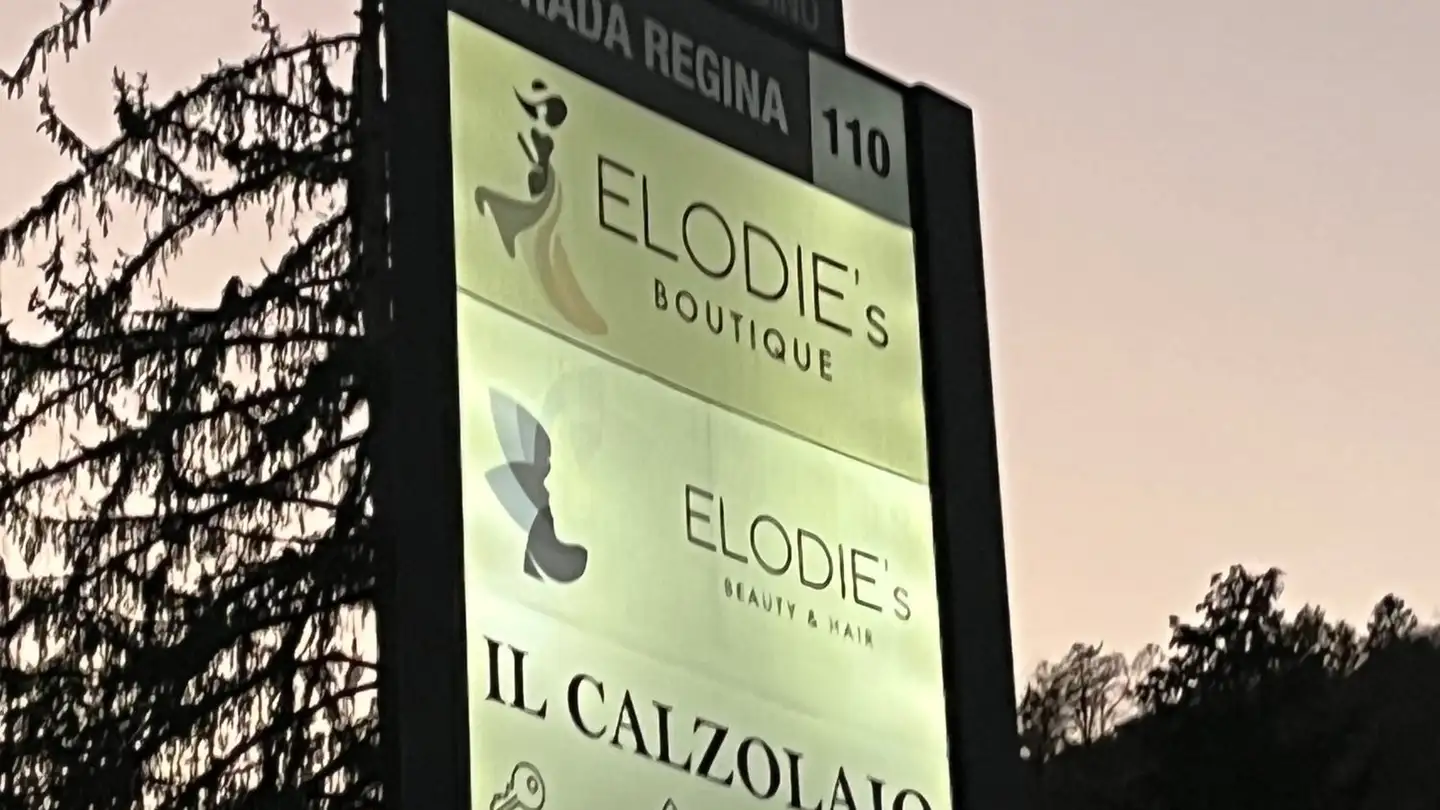 RADA REGINA
110
ELODIE's
BOUTIQUE
ELODIE's
BEAUTY & HAIR
IL CALZOLAIO